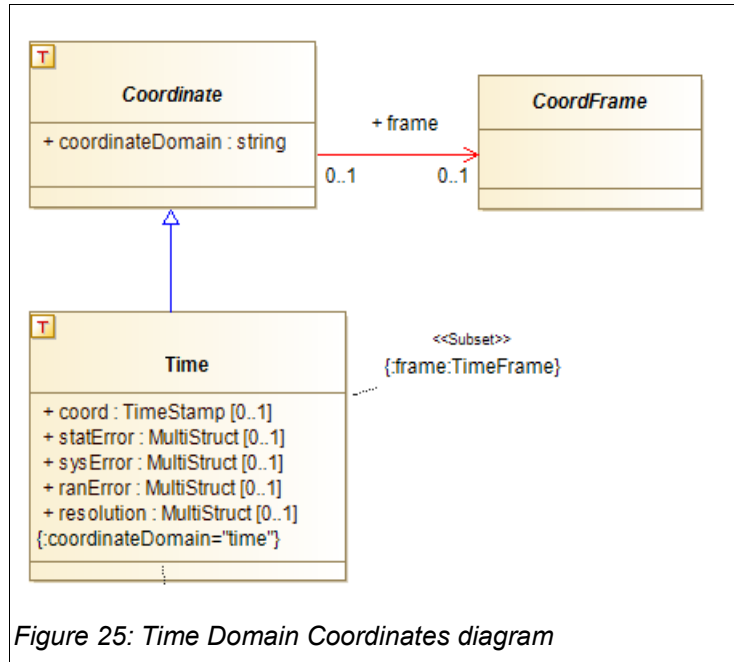 T
Coordinate
+ coordinateDomain : string
+ frame
0..1
0..1
CoordFrame
T
Time
+ coord : TimeStamp [0..1]
+ statError : MultiStruct [0..1]
+ sysError : MultiStruct [0..1]
+ ranError : MultiStruct [0..1]
+ resolution : MultiStruct [0..1]
{:coordinateDomain="time"}
<<Subset>>
{:frame:TimeFrame}
Figure 25: Time Domain Coordinates diagram